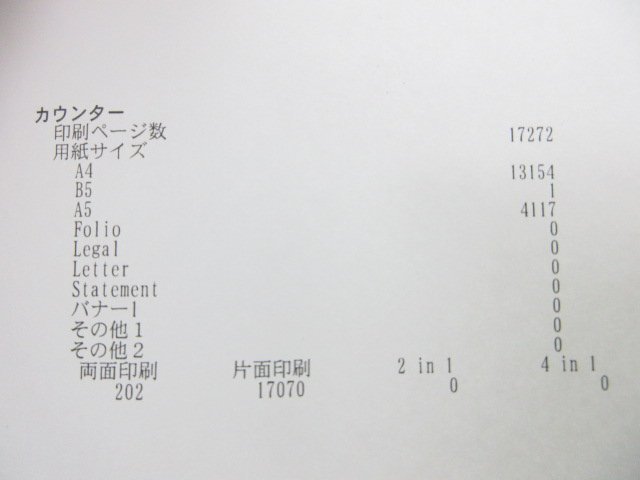 カウンター
印刷ページ数 17272
用紙サイズ
A4 13154
B5 1
A5 4117
Folio 0
Legal 0
Letter 0
Statement 0
バナー1 0
その他1 0
その他2 0
両面印刷 片面印刷 2 in 1 4 in 1
202 17070 0 0